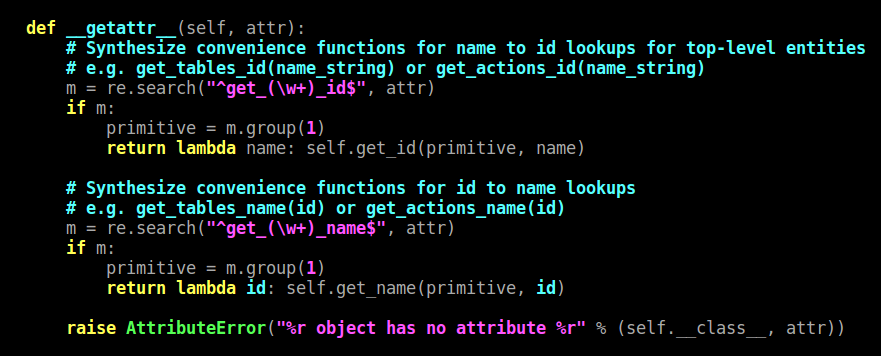 def __getattr__(self, attr):
    # Synthesize convenience functions for name to id lookups for top-level entities
    # e.g. get_tables_id(name_string) or get_actions_id(name_string)
    m = re.search("^get_(\w+)_id$", attr)
    if m:
        primitive = m.group(1)
        return lambda name: self.get_id(primitive, name)

    # Synthesize convenience functions for id to name lookups
    # e.g. get_tables_name(id) or get_actions_name(id)
    m = re.search("^get_(\w+)_name$", attr)
    if m:
        primitive = m.group(1)
        return lambda id: self.get_name(primitive, id)

    raise AttributeError("%r object has no attribute %r" % (self.__class__, attr))